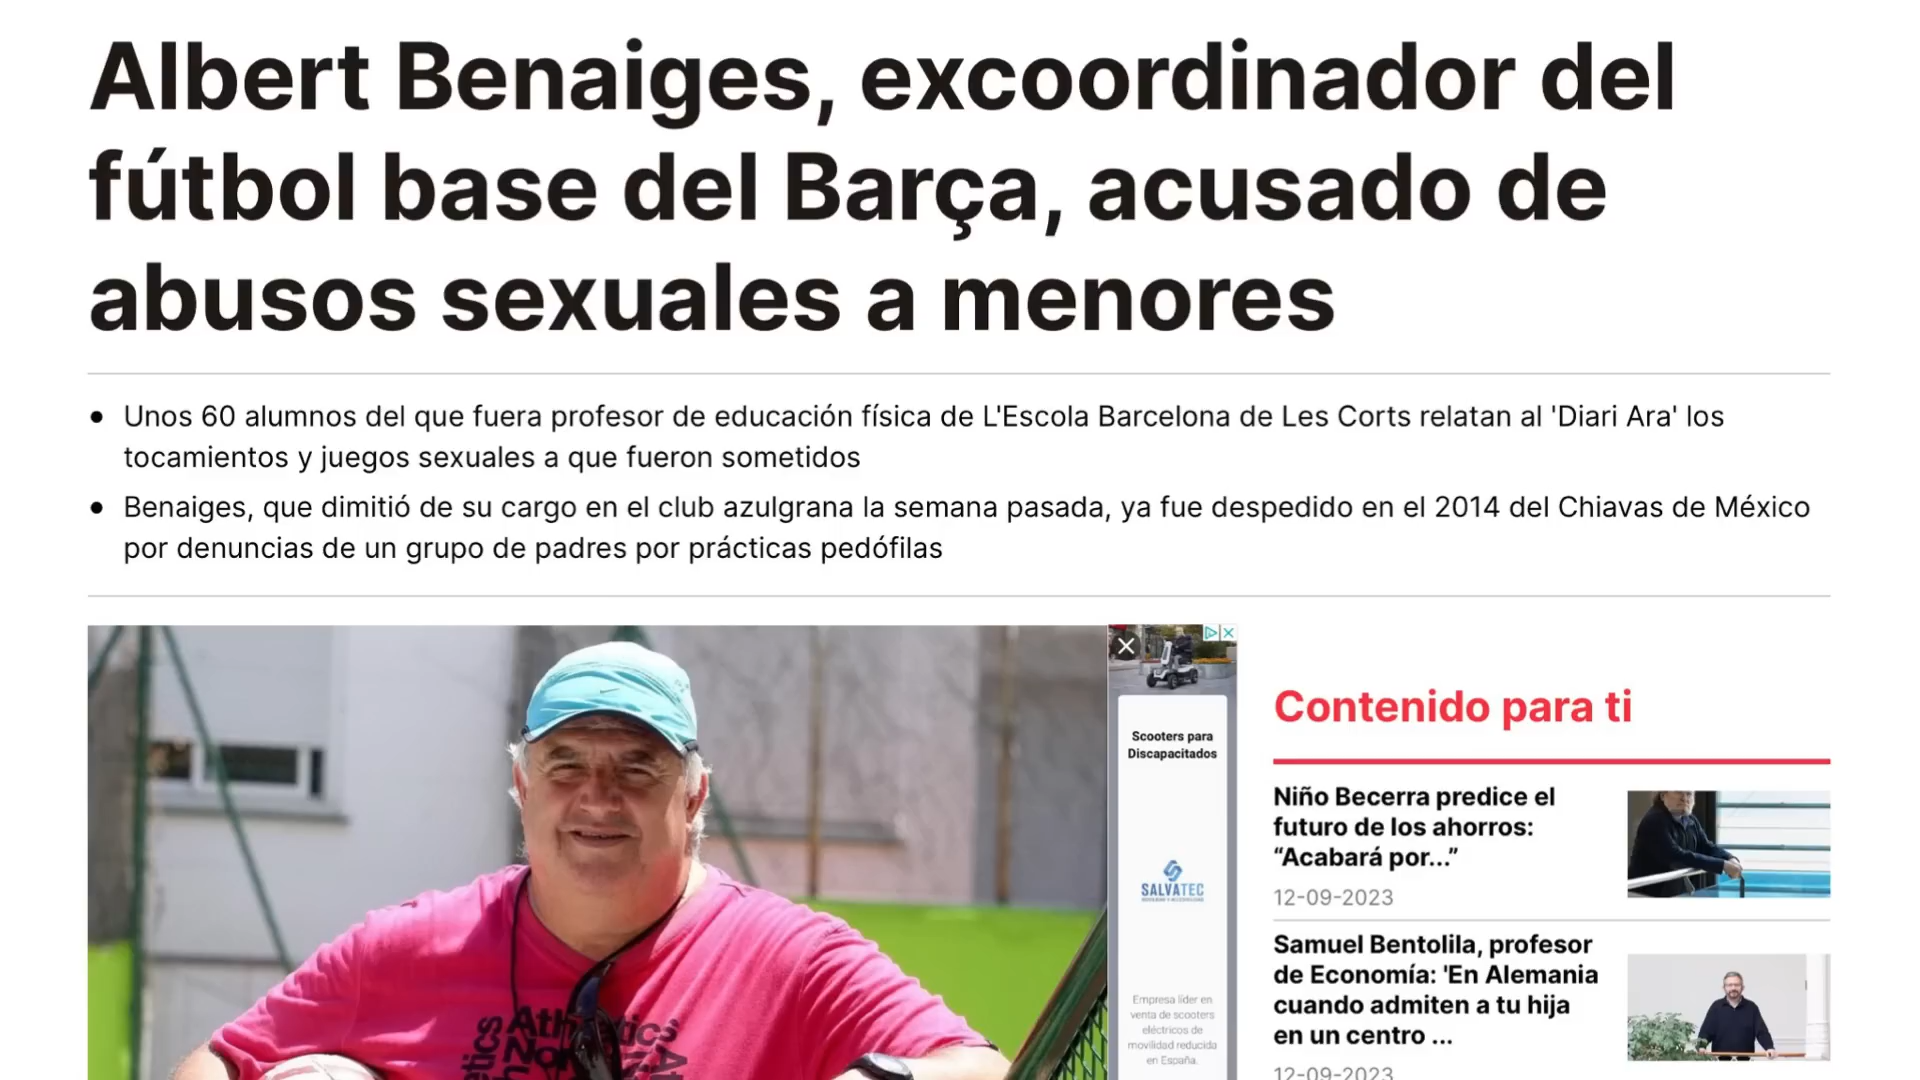 Albert Benaiges, excoordinador del
fútbol base del Barça, acusado de
abusos sexuales a menores
Unos 60 alumnos del que fuera profesor de educación física de L'Escola Barcelona de Les Corts relatan al 'Diari Ara' los
tocamientos y juegos sexuales a que fueron sometidos
Benaiges, que dimitió de su cargo en el club azulgrana la semana pasada, ya fue despedido en el 2014 del Chiavas de México
por denuncias de un grupo de padres por prácticas pedófilas
Scooters para
Discapacitados
SALVATEC
Empresa líder en
venta de scooters
eléctricos de
movilidad reducida
en España.
Contenido para ti
Niño Becerra predice el
futuro de los ahorros:
“Acabará por...”
12-09-2023
Samuel Bentolila, profesor
de Economía: 'En Alemania
cuando admiten a tu hija
en un centro ...
12-09-2023